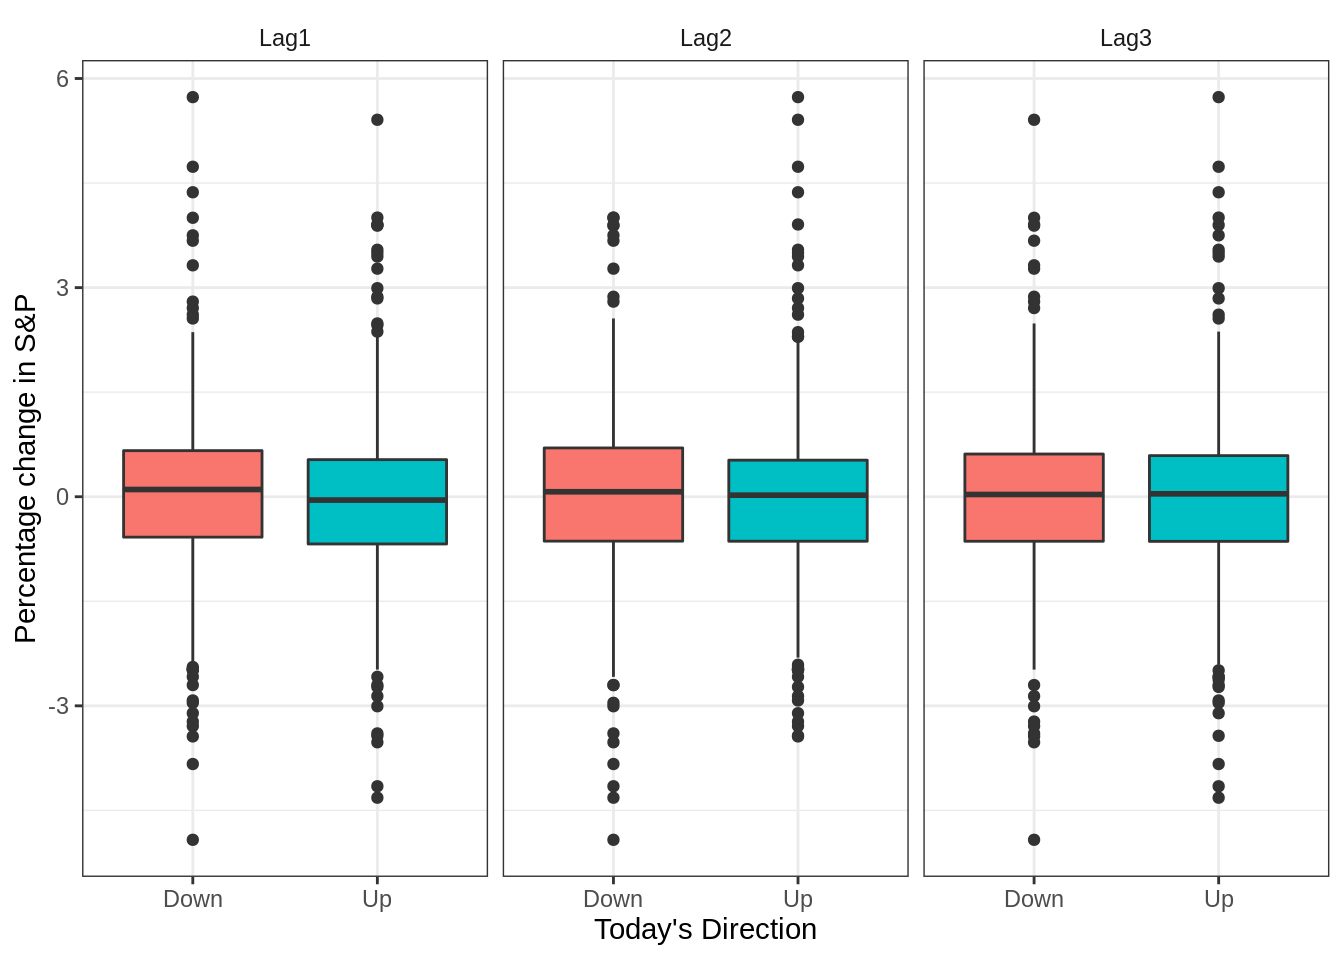 Lag1 Lag2 Lag3
6
3
0
-3
Percentage change in S&P
Down Up Down Up Down Up
Today's Direction